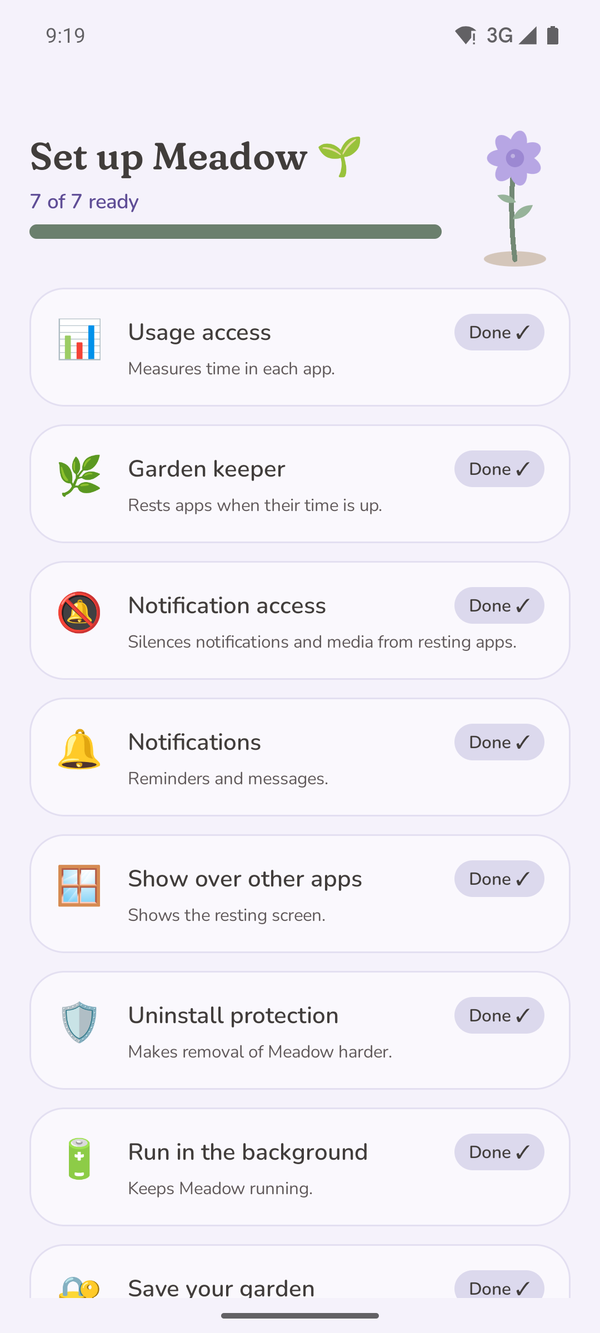 9:19
3G
Set up Meadow 🌱
7 of 7 ready
Usage access
Done ✓
Measures time in each app.
Garden keeper
Done ✓
Rests apps when their time is up.
Notification access
Done ✓
Silences notifications and media from resting apps.
Notifications
Done ✓
Reminders and messages.
Show over other apps
Done ✓
Shows the resting screen.
Uninstall protection
Done ✓
Makes removal of Meadow harder.
Run in the background
Done ✓
Keeps Meadow running.
Save your garden
Done ✓